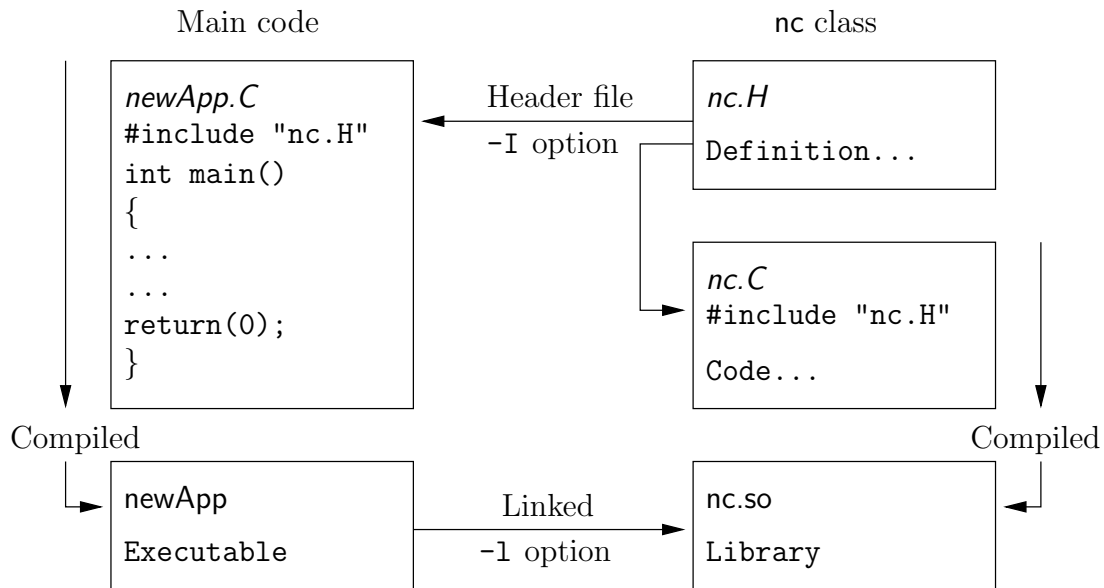 Main code
newApp.C
#include "nc.H"
int main()
{
...
...
return(0);
}
Compiled
newApp
Executable
Header file
-I option
Linked
-l option
nc class
nc.H
Definition...
nc.C
#include "nc.H"
Code...
Compiled
nc.so
Library